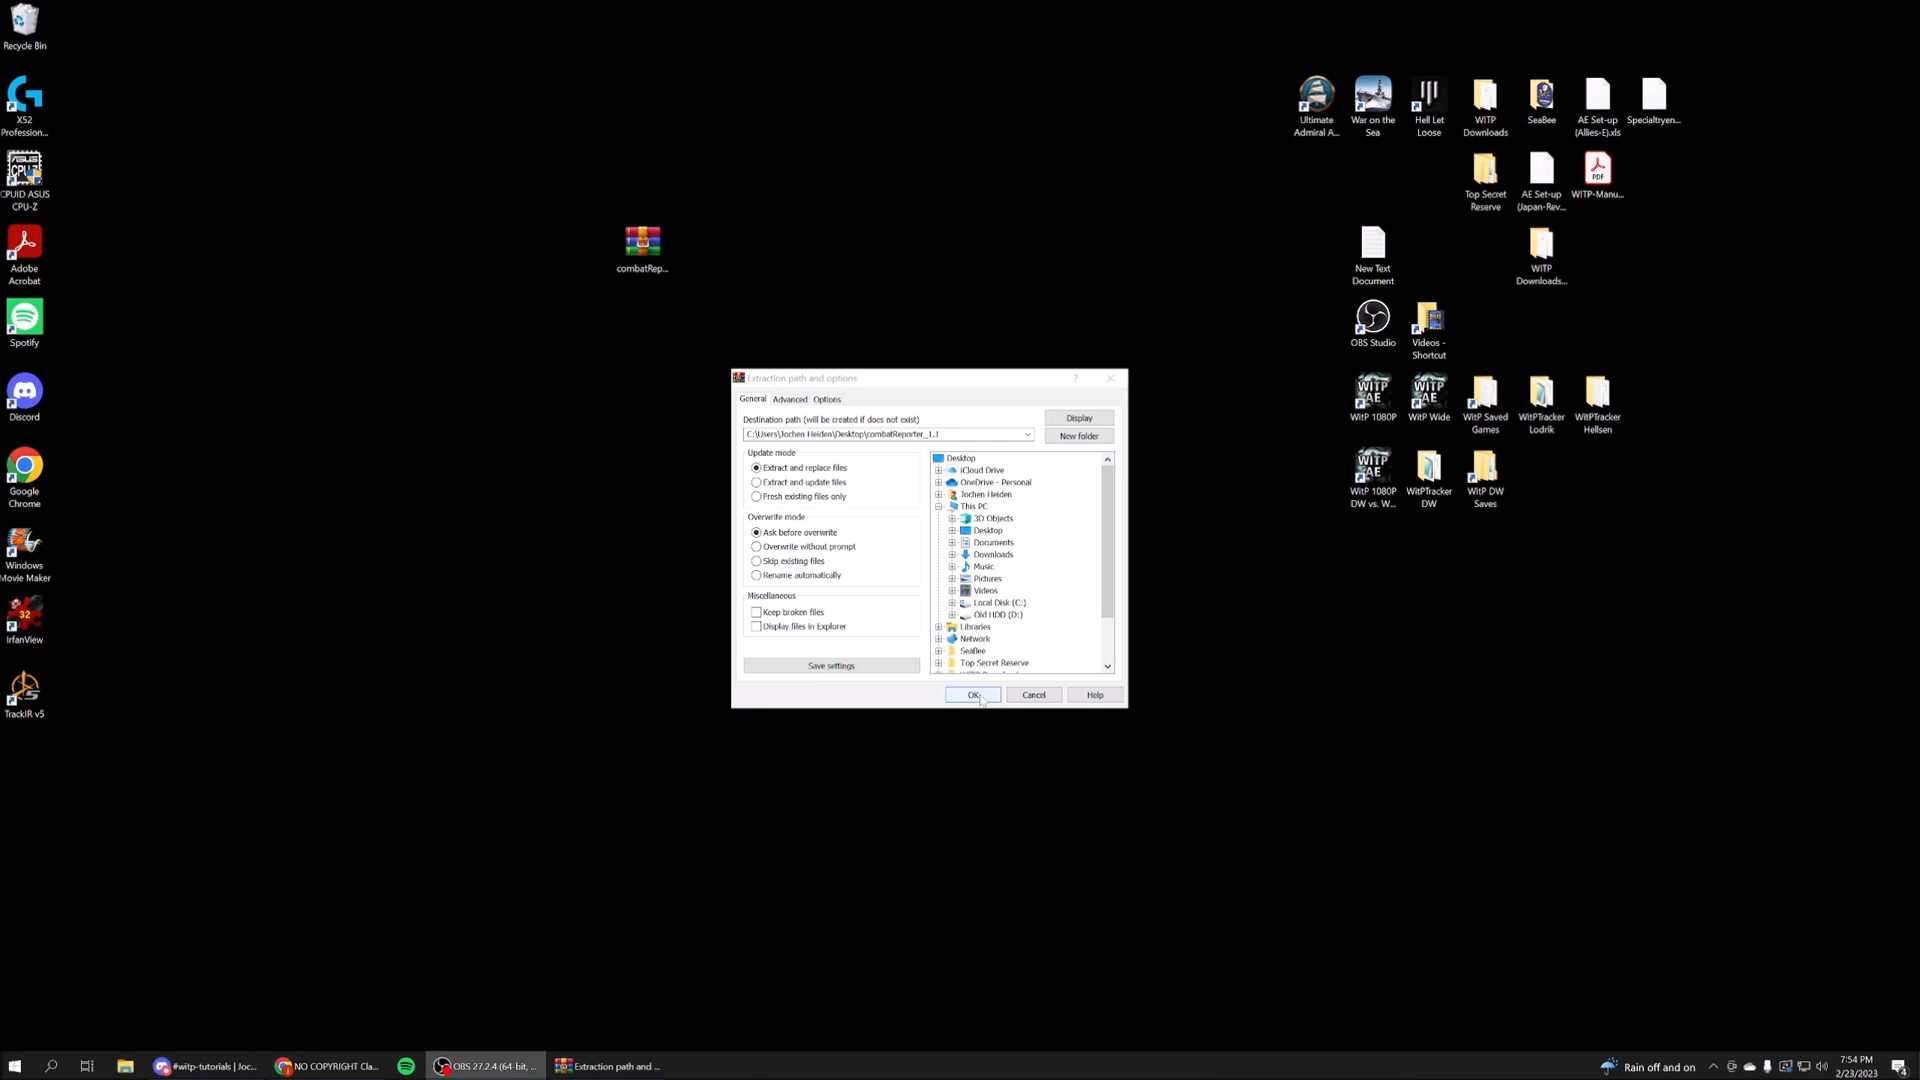 Recycle Bin
X52
Profession...
CPUID ASUS
CPU-Z
Adobe
Acrobat
Spotify
Discord
Google
Chrome
Windows
Movie Maker
32
IrfanView
TrackIR v5
combatRep...
Ultimate
Admiral A...
War on the
Sea
Hell Let
Loose
WITP
Downloads
SeaBee
AE Set-up
(Allies-E).xls
Specialtryen...
Top Secret
Reserve
AE Set-up
(Japan-Rev...
PDF
WITP-Manu...
New Text
Document
WITP
Downloads...
OBS Studio
Videos -
Shortcut
WITP
AE
WitP 1080P
WITP
AE
WitP Wide
WitP Saved
Games
WITPTracker
Lodrik
WITPTracker
Hellsen
WITP
AE
WitP 1080P
DW vs. W...
WitPTracker
DW
WitP DW
Saves
Extraction path and options
?
General
Advanced
Options
Destination path (will be created if does not exist)
C:\Users\Jochen Heiden\Desktop\combatReporter_1.1
Display
New folder
Update mode
Extract and replace files
Extract and update files
Fresh existing files only
Overwrite mode
Ask before overwrite
Overwrite without prompt
Skip existing files
Rename automatically
Miscellaneous
Keep broken files
Display files in Explorer
Save settings
Desktop
iCloud Drive
OneDrive - Personal
Jochen Heiden
This PC
3D Objects
Desktop
Documents
Downloads
Music
Pictures
Videos
Local Disk (C:)
Old HDD (D:)
Libraries
Network
SeaBee
Top Secret Reserve
OK
Cancel
Help
#witp-tutorials | Joc...
NO COPYRIGHT Cla...
OBS 27.2.4 (64-bit, ...
Extraction path and ...
Rain off and on
7:54 PM
2/23/2023
4